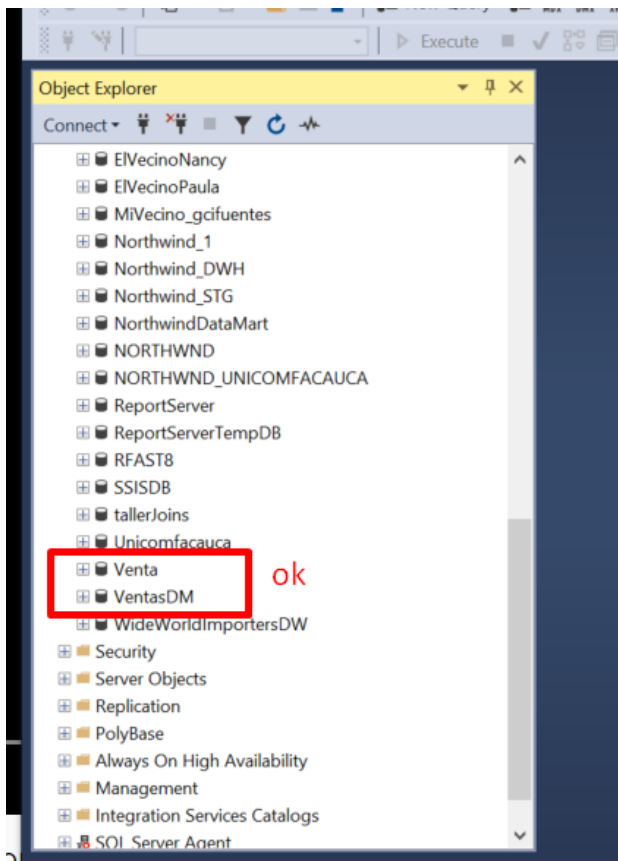 Execute
Object Explorer
Connect
ElVecinoNancy
ElVecinoPaula
MiVecino_gcifuentes
Northwind_1
Northwind_DWH
Northwind_STG
NorthwindDataMart
NORTHWND
NORTHWND_UNICOMFACAUCA
ReportServer
ReportServerTempDB
RFAST8
SSISDB
tallerJoins
Unicomfacauca
Venta
ok
VentasDM
WideWorldImportersDW
Security
Server Objects
Replication
PolyBase
Always On High Availability
Management
Integration Services Catalogs
SQL Server Agent